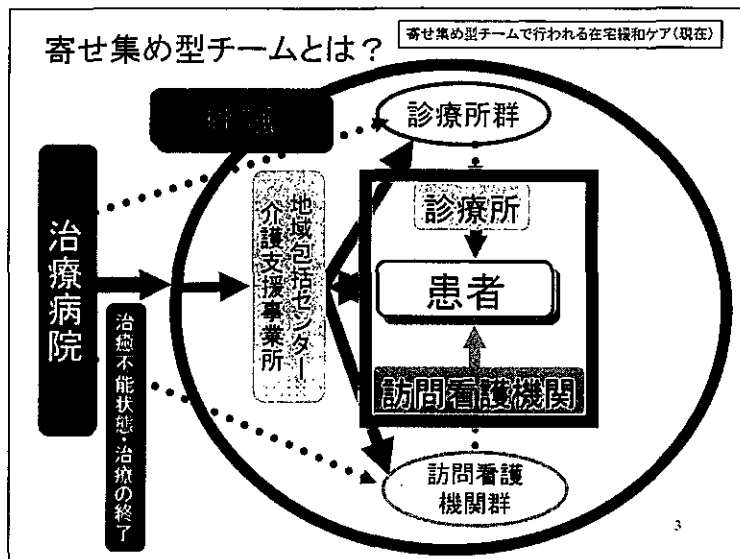 寄せ集め型チームとは？
寄せ集め型チームで行われる在宅緩和ケア(現在)
診療所群
治療病院
地域包括センター
介護支援事業所
診療所
患者
訪問看護機関
治癒不能状態・治療の終了
訪問看護
機関群
3